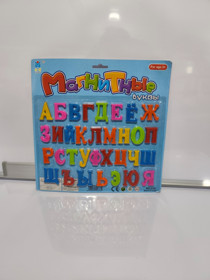 Магнитные
буквы
АБВГДЕЁЖ
ЗИЙКЛМНОП
РСТУФХЦЧШ
ЩЪЫЬЭЮЯ